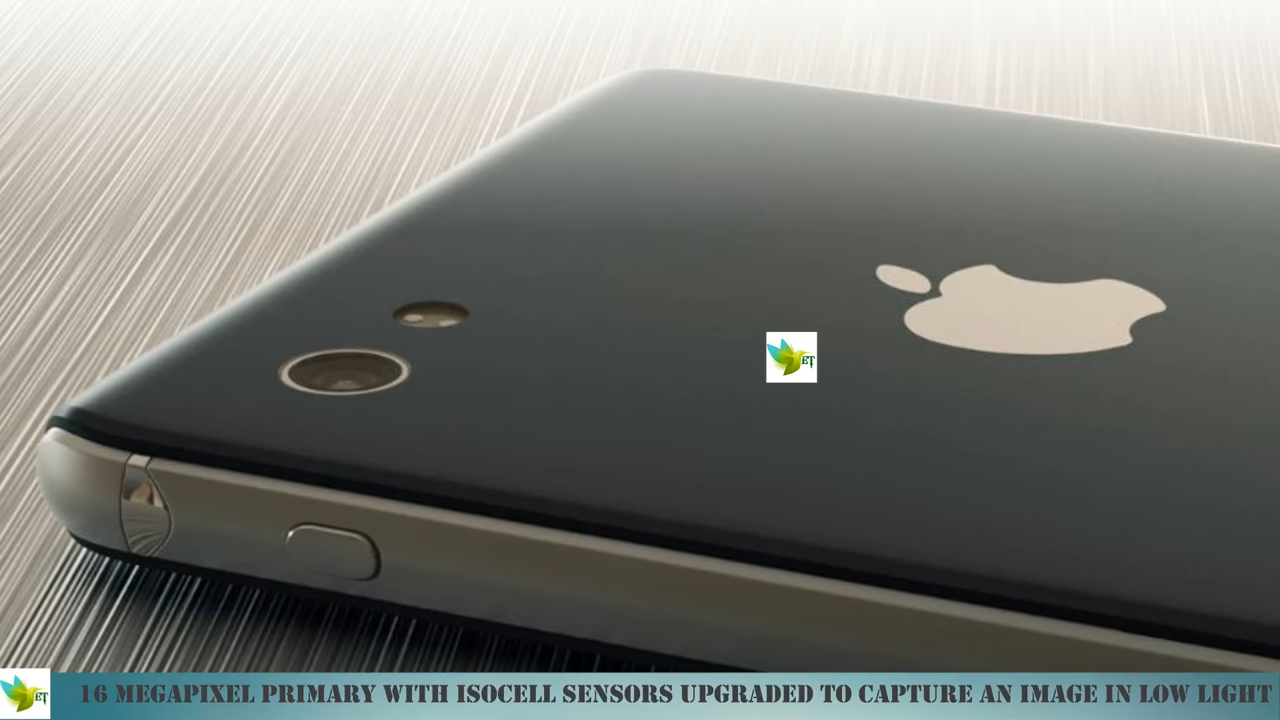 16 MEGAPIXEL PRIMARY WITH ISOCELL SENSORS UPGRADED TO CAPTURE AN IMAGE IN LOW LIGHT